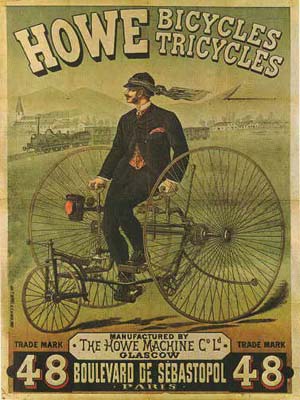 HOWE BICYCLES
TRICYCLES
MANUFACTURED BY
TRADE MARK THE HOWE MACHINE Co Ld TRADE MARK
GLASCOW
48 BOULEVARD DE SÉBASTOPOL 48
PARIS